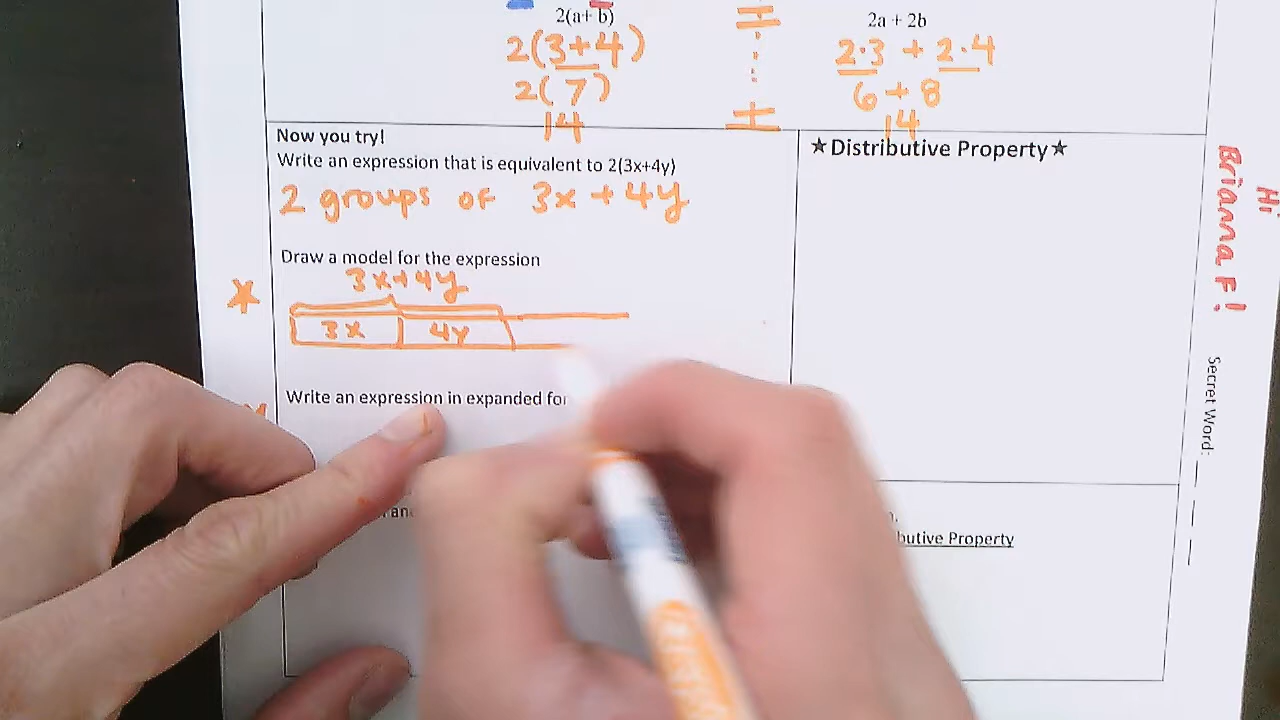 2(a+b)
=
2a + 2b
2(3+4)
2·3 + 2·4
2(7)
6 + 8
14
14
Now you try!
Write an expression that is equivalent to 2(3x+4y)
2 groups of 3x + 4y
Draw a model for the expression
3x+4y
3x 4y
Write an expression in expanded
★Distributive Property★
Property
Hi
Brianna F!
Secret Word: _ _ _